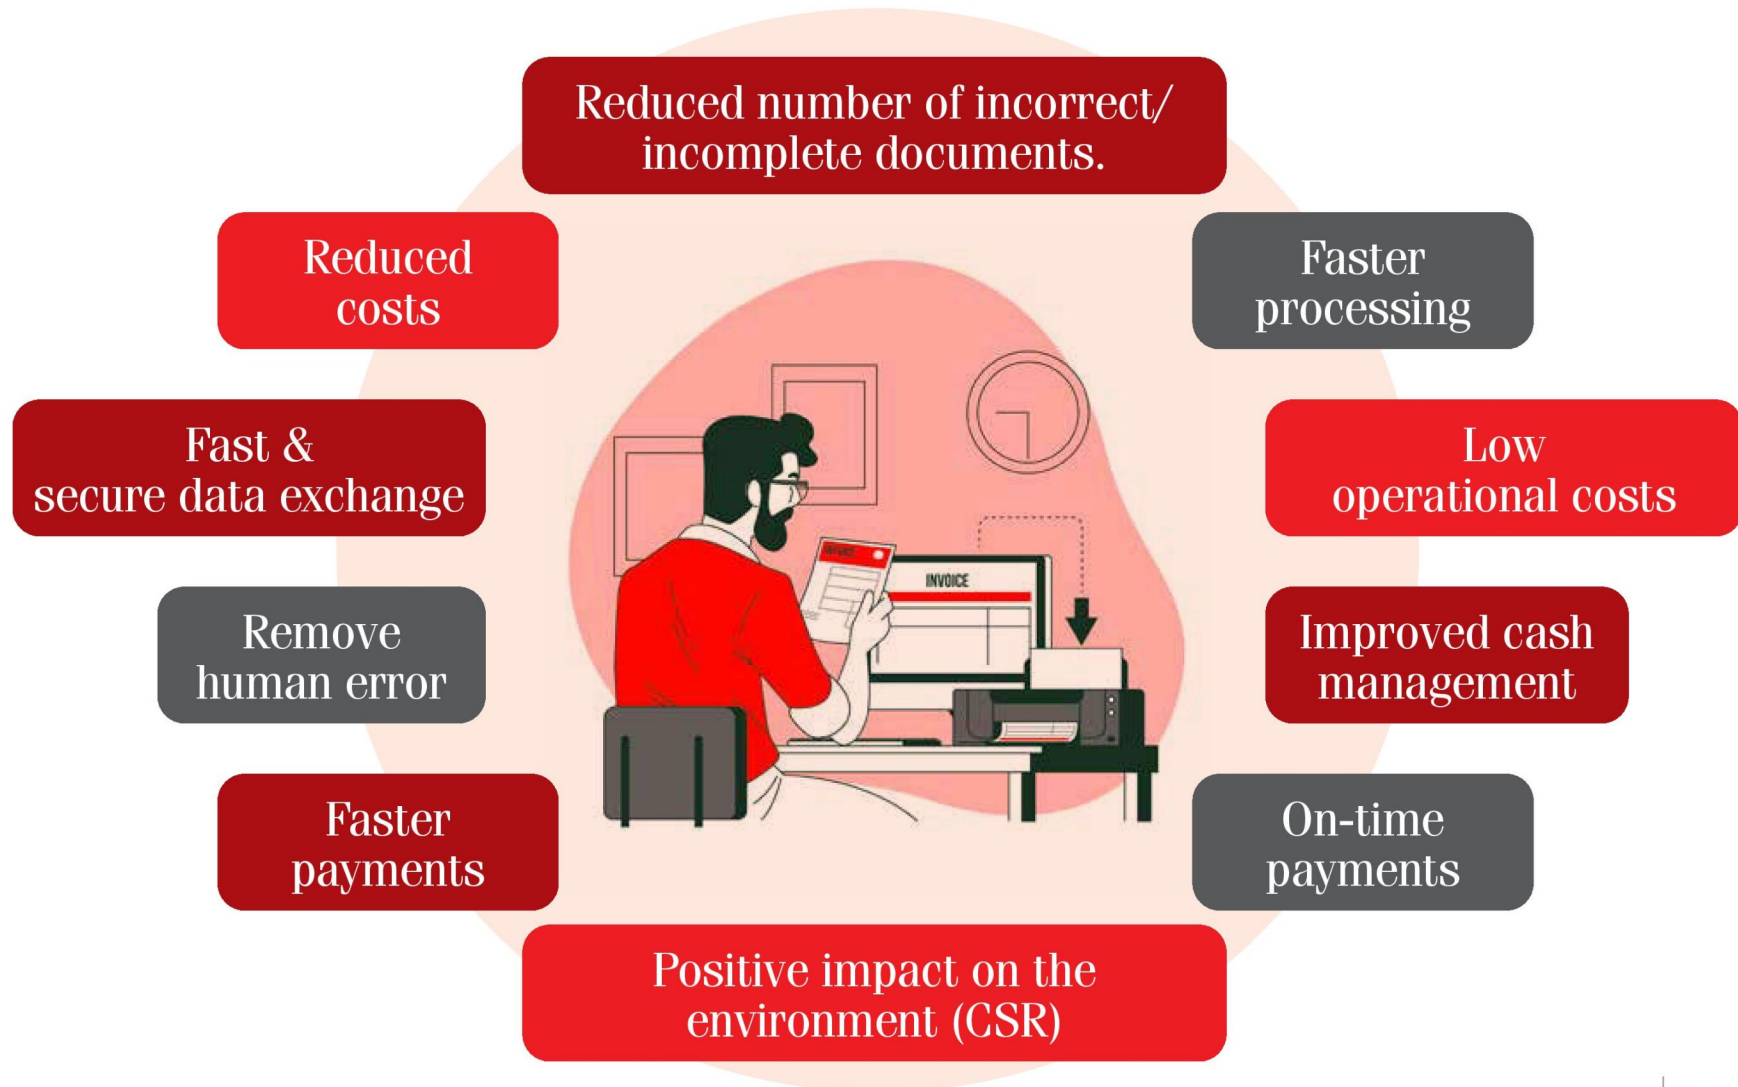 Reduced number of incorrect/
incomplete documents.
Reduced
costs
Faster
processing
Fast &
secure data exchange
Low
operational costs
INVOICE
INVOICE
Remove
human error
Improved cash
management
Faster
payments
On-time
payments
Positive impact on the
environment (CSR)